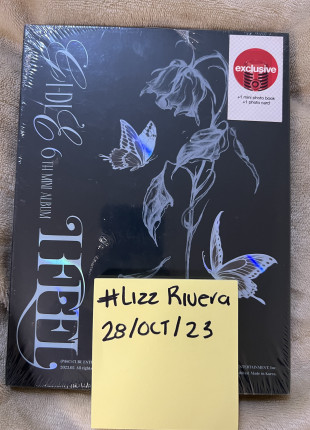 exclusive
+1 mini photo book
+1 photo card
(G)I-DLE 6TH MINI ALBUM
I FEEL
#Lizz Rivera
28/OCT/23